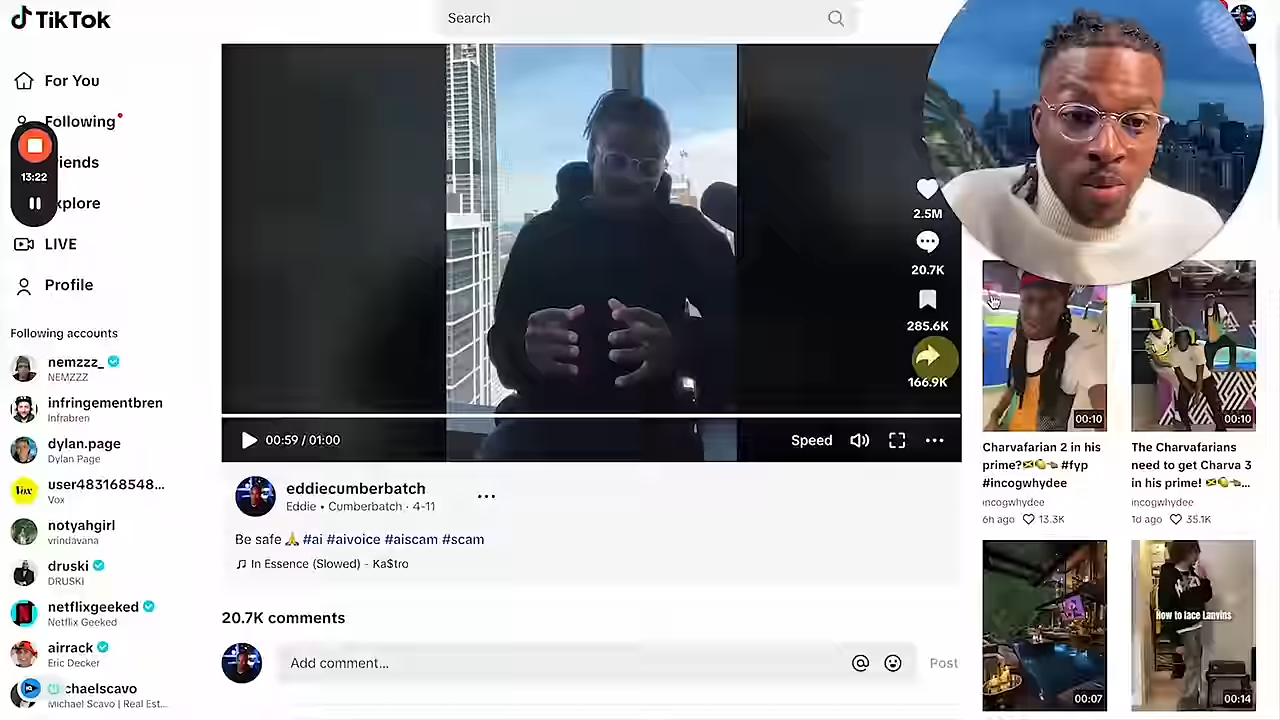 TikTok
Search
For You
Following
13:22
iends
xplore
LIVE
Profile
Following accounts
nemzzz_
NEMZZZ
infringementbren
Infrabren
dylan.page
Dylan Page
user483168548...
Vox
Vox
notyahgirl
vrindavana
druski
DRUSKI
netflixgeeked
Netflix Geeked
airrack
Eric Decker
chaelscavo
Michael Scavo | Real Est...
2.5M
20.7K
285.6K
166.9K
00:59 / 01:00
Speed
eddiecumberbatch
Eddie • Cumberbatch · 4-11
Be safe🙏 #ai #aivoice #aiscam #scam
In Essence (Slowed) - Ka$tro
20.7K comments
Add comment...
Post
00:10
Charvafarian 2 in his
prime?🇯🇲🍋🦴 #fyp
#incogwhydee
incogwhydee
6h ago 13.3K
00:10
The Charvafarians
need to get Charva 3
in his prime! ...
incogwhydee
1d ago 35.1K
00:07
How to lace Lanvins
00:14